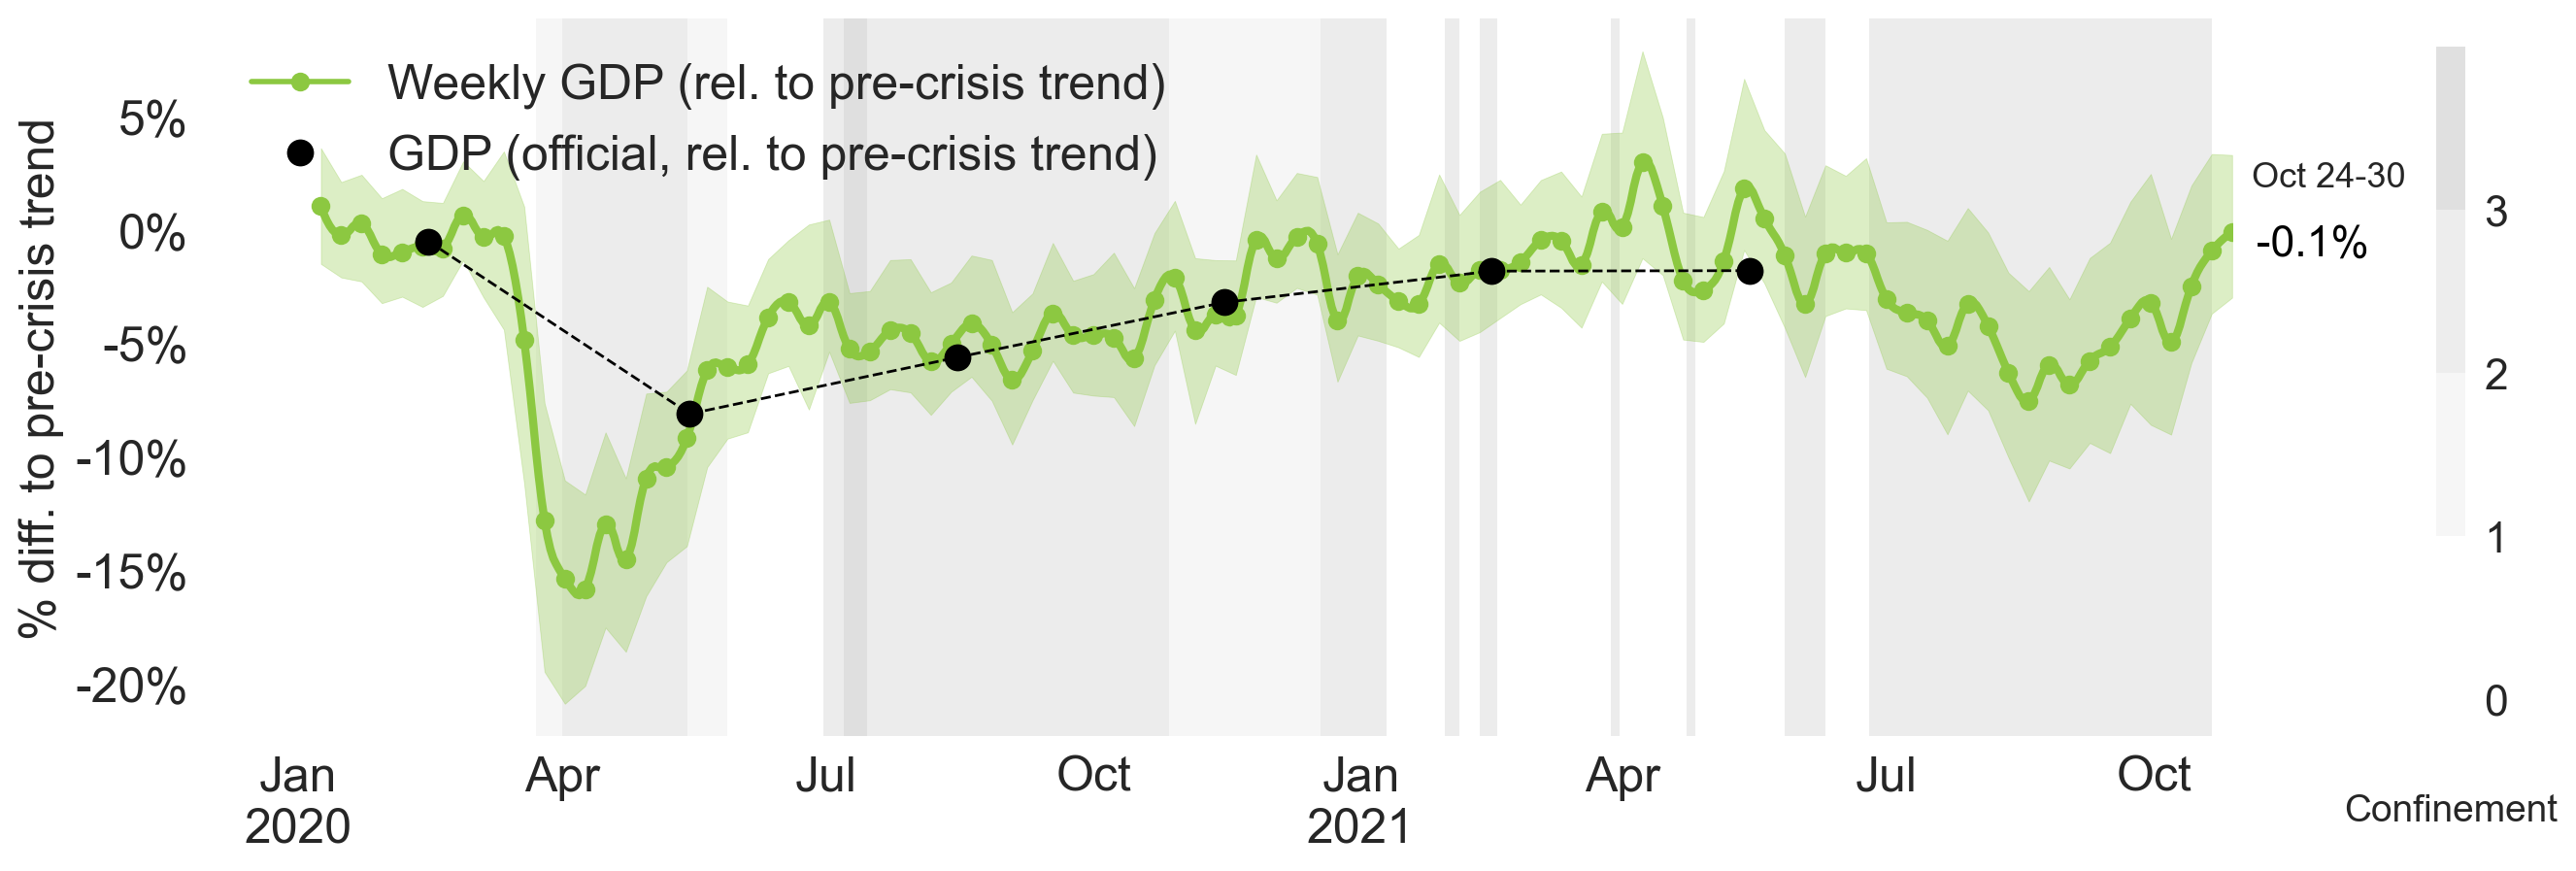 Weekly GDP (rel. to pre-crisis trend)
GDP (official, rel. to pre-crisis trend)
% diff. to pre-crisis trend
5%
0%
-5%
-10%
-15%
-20%
Jan
2020
Apr
Jul
Oct
Jan
2021
Apr
Jul
Oct
Oct 24-30
-0.1%
3
2
1
0
Confinement